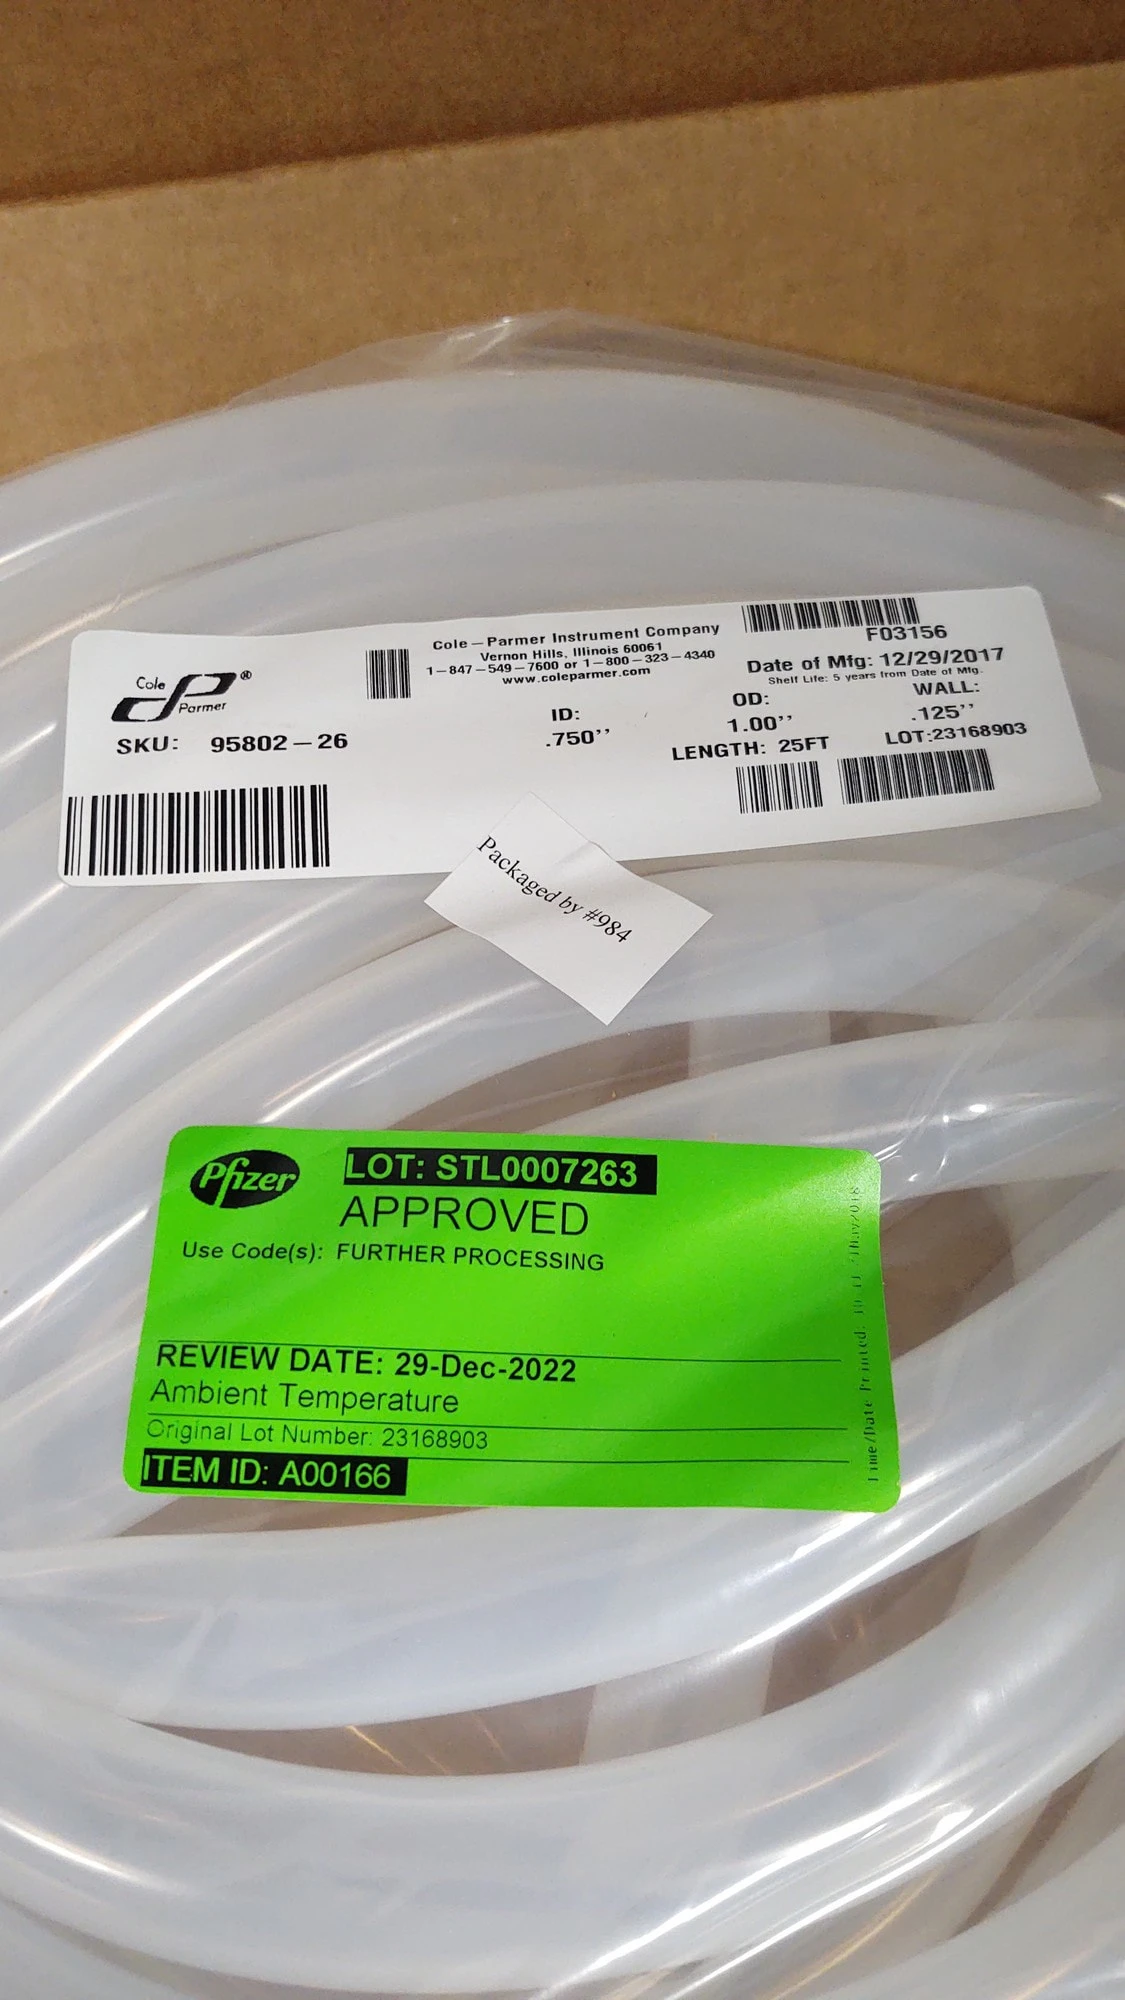 Cole
Parmer
®
SKU: 95802-26
Cole-Parmer Instrument Company
Vernon Hills, Illinois 60061
1-847-549-7600 or 1-800-323-4340
www.coleparmer.com
ID:
.750''
F03156
Date of Mfg: 12/29/2017
Shelf Life: 5 years from Date of Mfg.
OD:
1.00''
WALL:
.125''
LENGTH: 25FT
LOT:23168903
Packaged by #984
Pfizer
LOT: STL0007263
APPROVED
Use Code(s): FURTHER PROCESSING
REVIEW DATE: 29-Dec-2022
Ambient Temperature
Original Lot Number: 23168903
ITEM ID: A00166
Time/Date Printed: